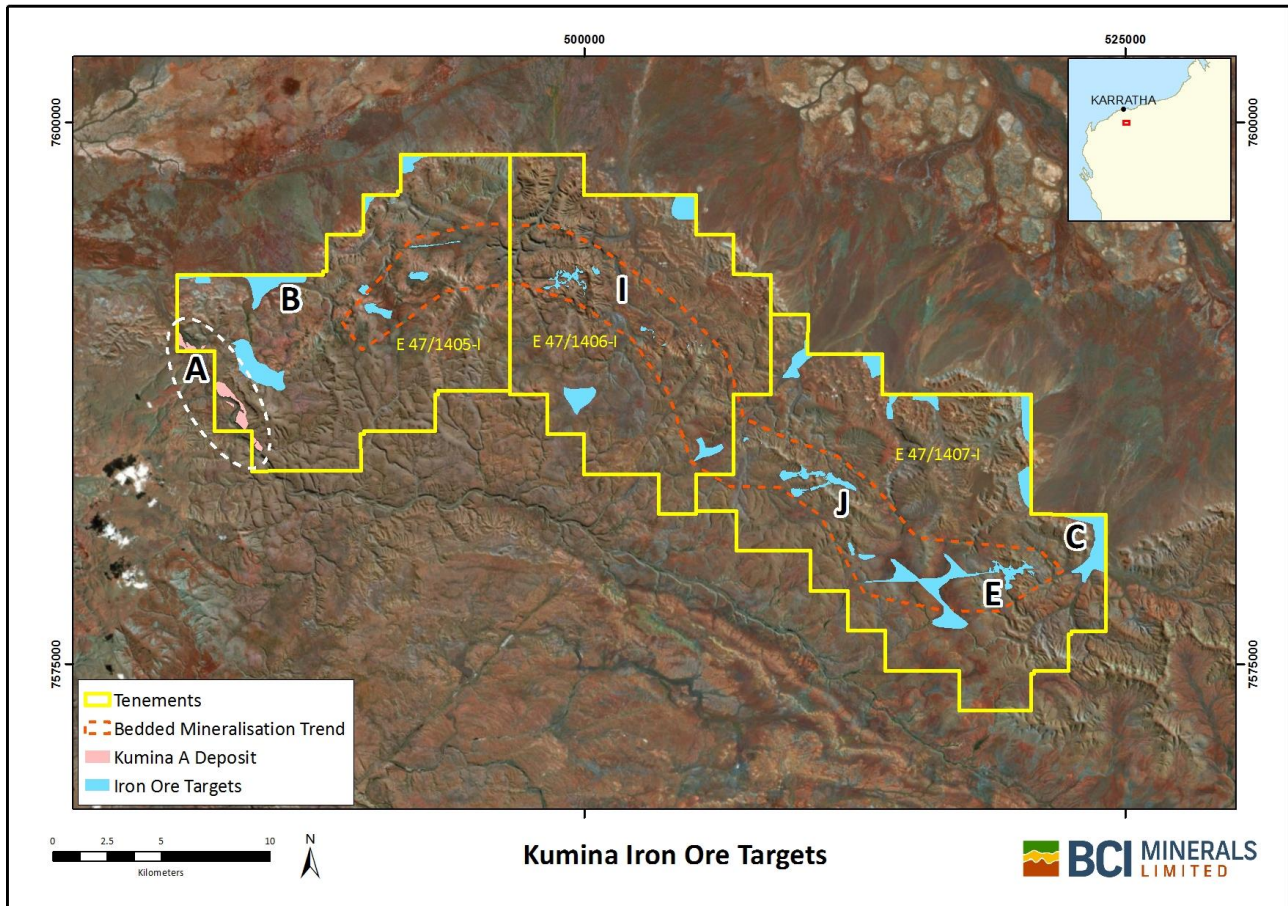 500000
525000
7600000
7600000
KARRATHA
B
I
E 47/1405-I
E 47/1406-I
A
E 47/1407-I
J
C
E
7575000
7575000
Tenements
Bedded Mineralisation Trend
Kumina A Deposit
Iron Ore Targets
0 2.5 5 10
Kilometers
N
Kumina Iron Ore Targets
BCI MINERALS
LIMITED